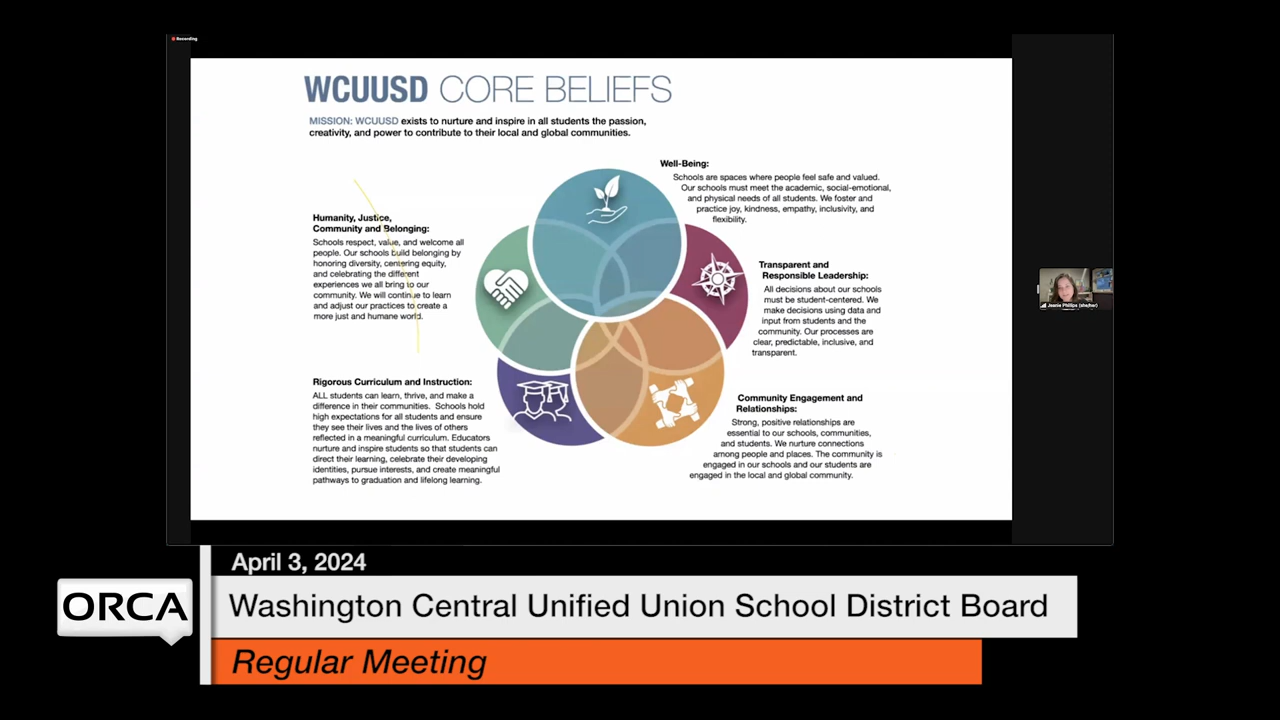 Recording
WCUUSD CORE BELIEFS
MISSION: WCUUSD exists to nurture and inspire in all students the passion,
creativity, and power to contribute to their local and global communities.
Well-Being:
Schools are spaces where people feel safe and valued.
Our schools must meet the academic, social-emotional,
and physical needs of all students. We foster and
practice joy, kindness, empathy, inclusivity, and
flexibility.
Humanity, Justice,
Community and Belonging:
Schools respect, value, and welcome all
people. Our schools build belonging by
honoring diversity, centering equity,
and celebrating the different
experiences we all bring to our
community. We will continue to learn
and adjust our practices to create a
more just and humane world.
Transparent and
Responsible Leadership:
All decisions about our schools
must be student-centered. We
make decisions using data and
input from students and the
community. Our processes are
clear, predictable, inclusive, and
transparent.
Rigorous Curriculum and Instruction:
ALL students can learn, thrive, and make a
difference in their communities. Schools hold
high expectations for all students and ensure
they see their lives and the lives of others
reflected in a meaningful curriculum. Educators
nurture and inspire students so that students can
direct their learning, celebrate their developing
identities, pursue interests, and create meaningful
pathways to graduation and lifelong learning.
Community Engagement and
Relationships:
Strong, positive relationships are
essential to our schools, communities,
and students. We nurture connections
among people and places. The community is
engaged in our schools and our students are
engaged in the local and global community.
Jeanie Phillips (she/her)
April 3, 2024
ORCA
Washington Central Unified Union School District Board
Regular Meeting